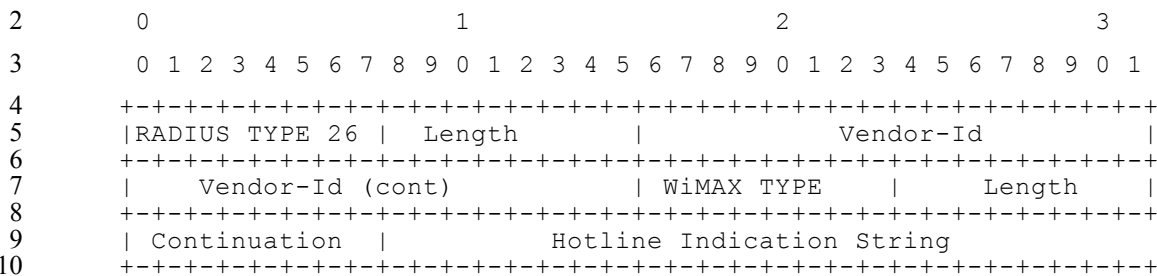 2        0                   1                   2                   3
3        0 1 2 3 4 5 6 7 8 9 0 1 2 3 4 5 6 7 8 9 0 1 2 3 4 5 6 7 8 9 0 1
4       +-+-+-+-+-+-+-+-+-+-+-+-+-+-+-+-+-+-+-+-+-+-+-+-+-+-+-+-+-+-+-+-+
5       |RADIUS TYPE 26 |  Length       |            Vendor-Id          |
6       +-+-+-+-+-+-+-+-+-+-+-+-+-+-+-+-+-+-+-+-+-+-+-+-+-+-+-+-+-+-+-+-+
7       |    Vendor-Id (cont)           | WiMAX TYPE    |     Length    |
8       +-+-+-+-+-+-+-+-+-+-+-+-+-+-+-+-+-+-+-+-+-+-+-+-+-+-+-+-+-+-+-+-+
9       | Continuation  |          Hotline Indication String
10      +-+-+-+-+-+-+-+-+-+-+-+-+-+-+-+-+-+-+-+-+-+-+-+-+-+-+-+-+-+-+-+-+